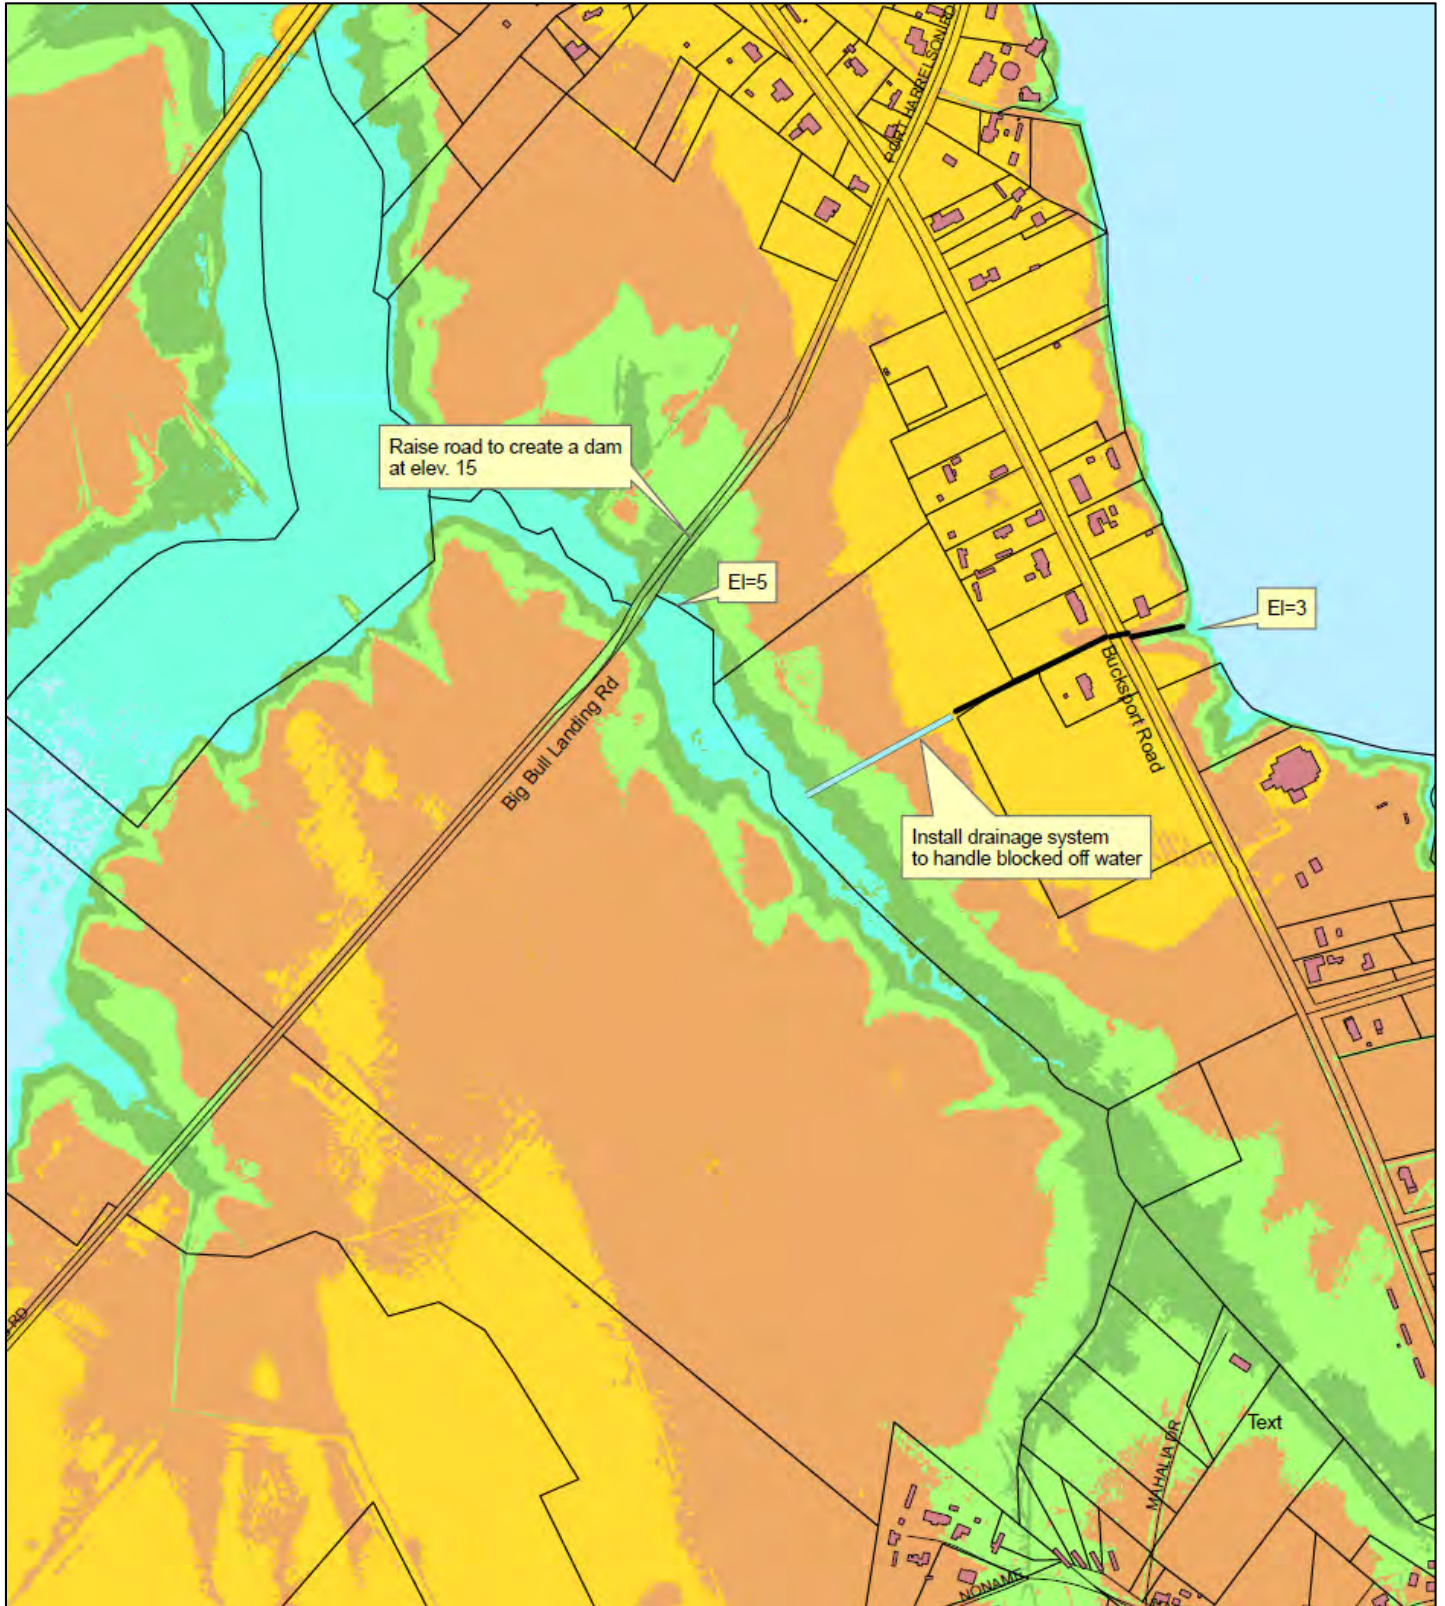 PORT HARRELSON RD
Raise road to create a dam
at elev. 15
El=5
El=3
Big Bull Landing Rd
Bucksport Road
Install drainage system
to handle blocked off water
RD
Text
MAHALIA DR
NONAME